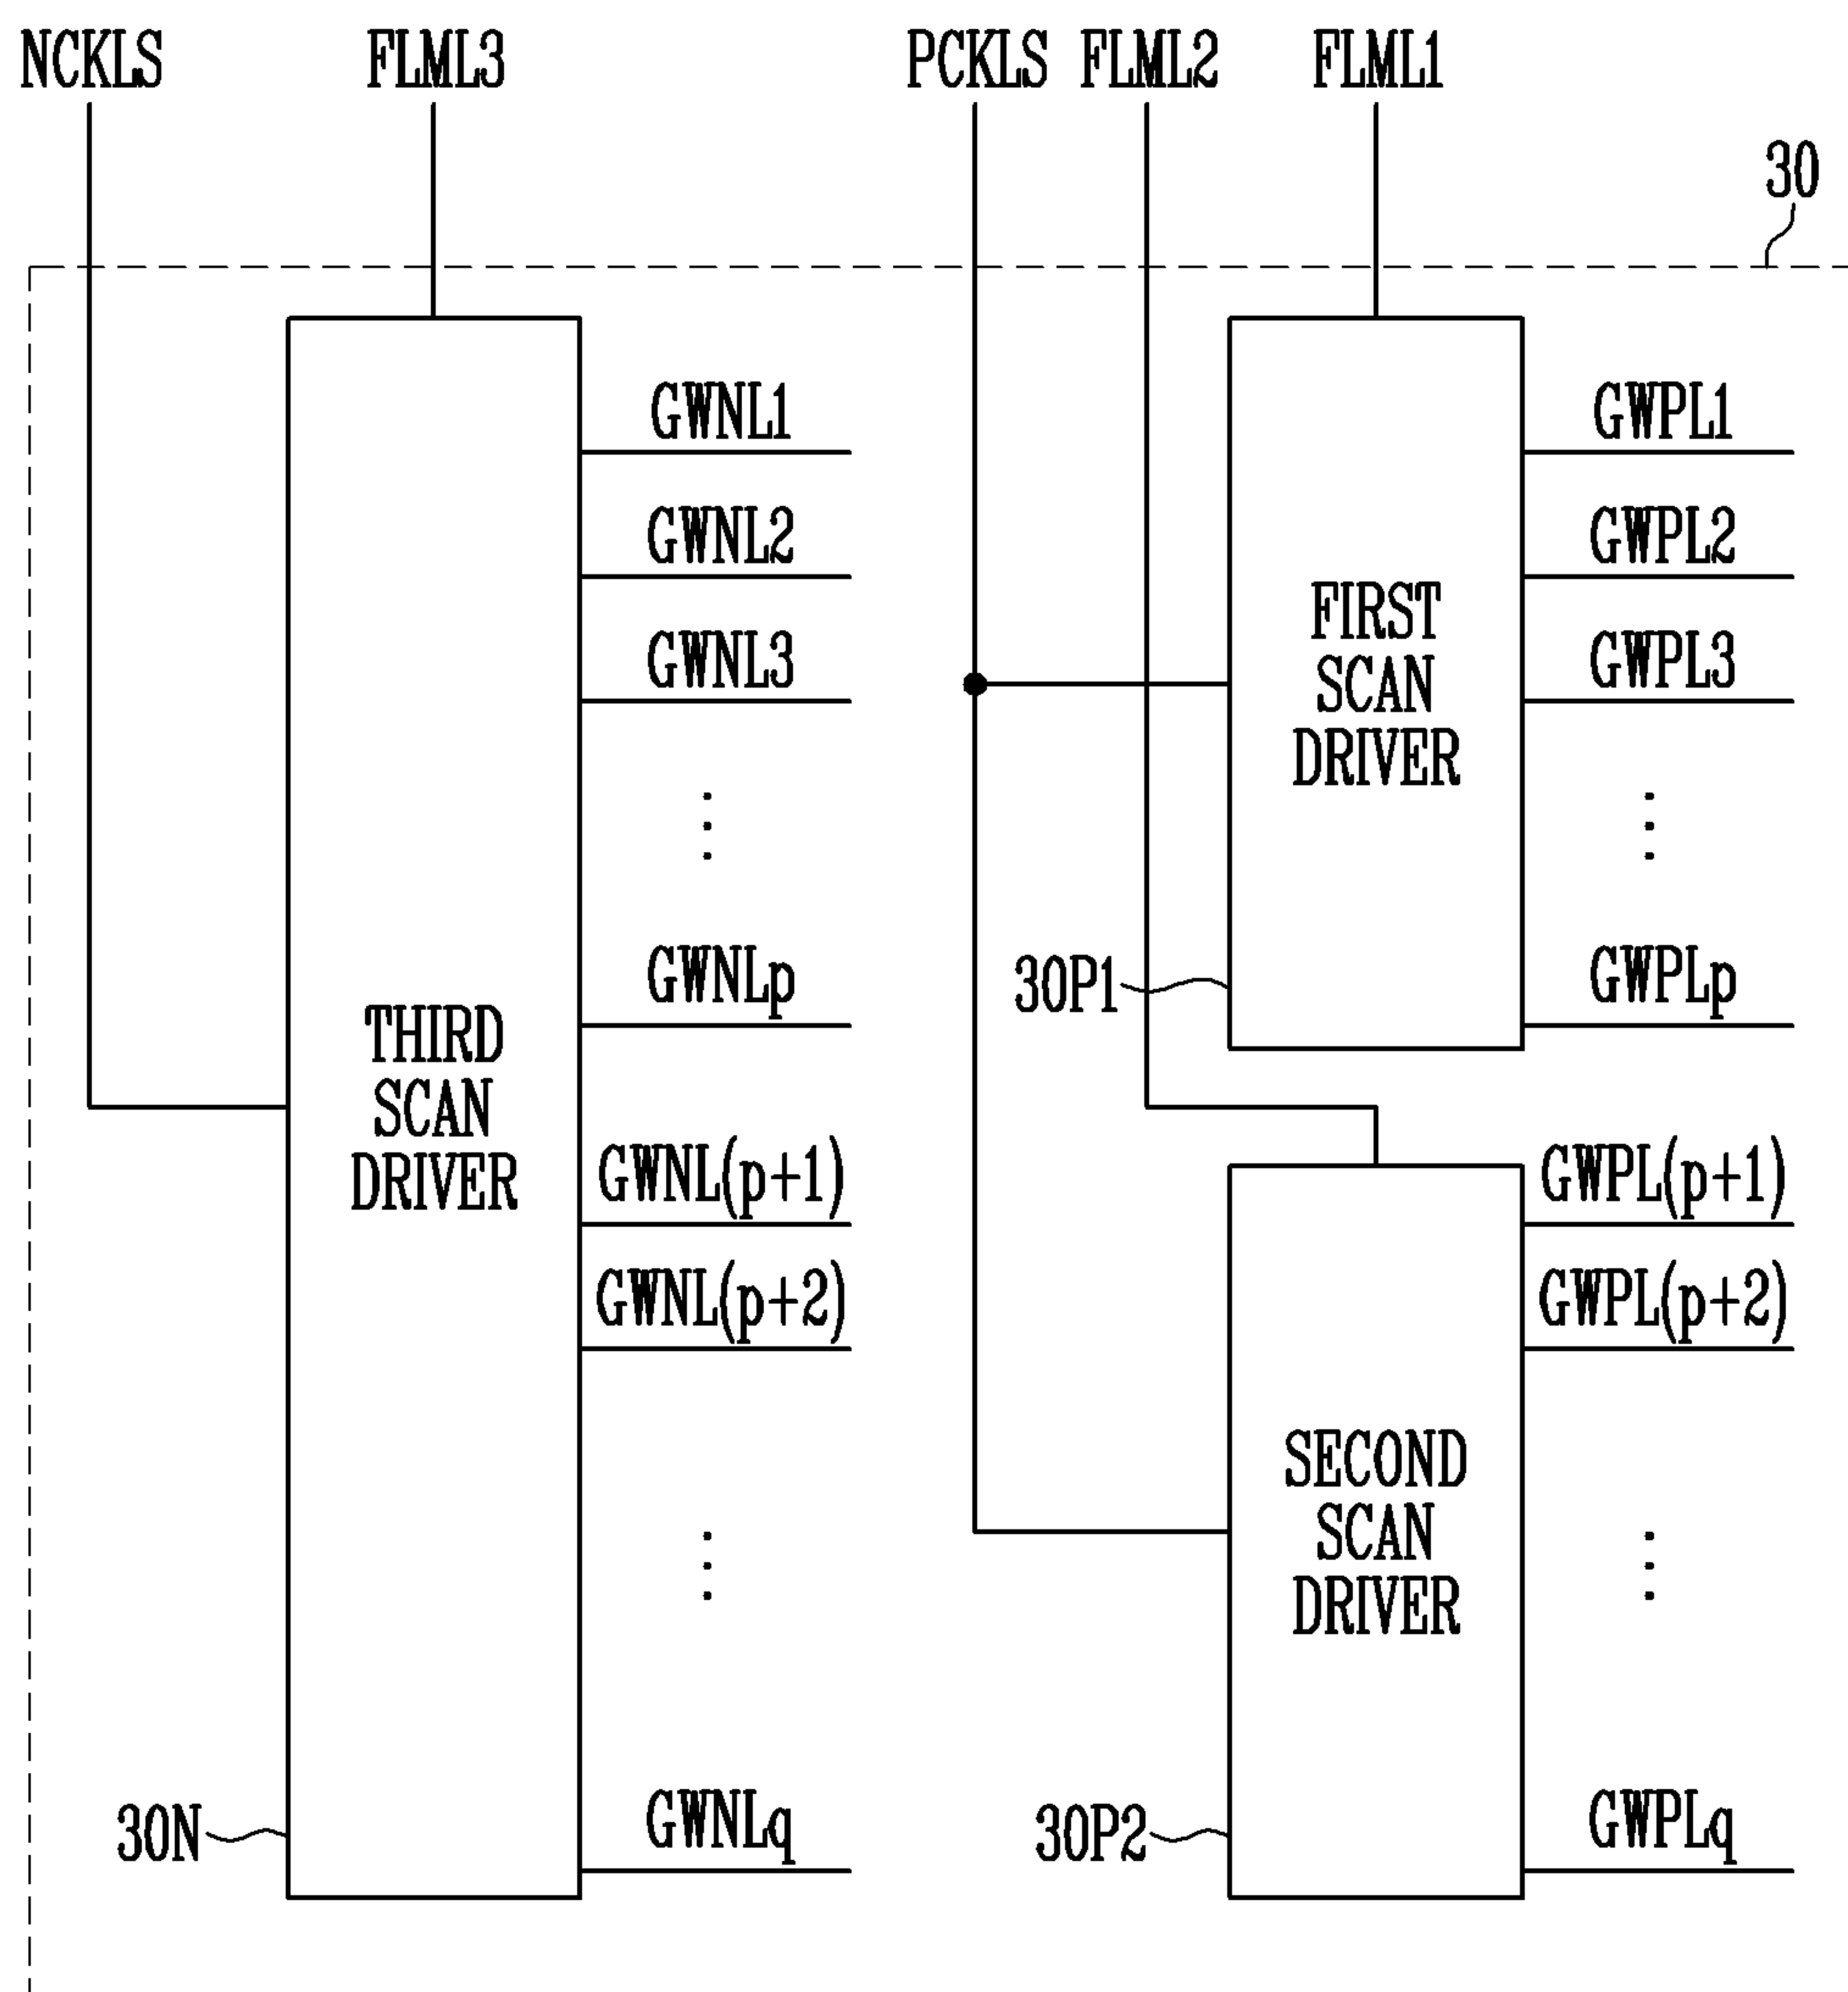 NCKLS
FLML3
PCKLS
FLML2
FLML1
30
GWNL1
GWNL2
GWNL3
⋮
GWNLp
THIRD
SCAN
DRIVER
GWNL(p+1)
GWNL(p+2)
⋮
GWNLq
30N
GWPL1
GWPL2
GWPL3
FIRST
SCAN
DRIVER
⋮
30P1
GWPLp
GWPL(p+1)
GWPL(p+2)
SECOND
SCAN
DRIVER
⋮
30P2
GWPLq